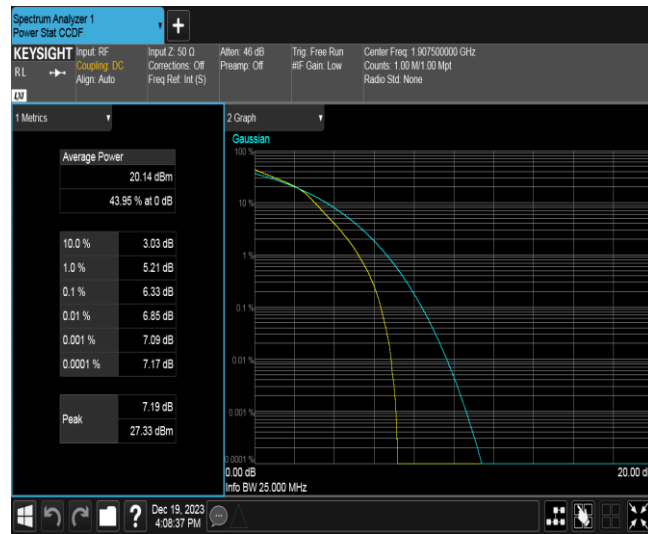 Spectrum Analyzer 1
Power Stat CCDF
+
KEYSIGHT
RL
LXI
Input: RF
Coupling: DC
Align: Auto
Input Z: 50 Ω
Corrections: Off
Freq Ref: Int (S)
Atten: 46 dB
Preamp: Off
Trig: Free Run
#IF Gain: Low
Center Freq: 1.907500000 GHz
Counts: 1.00 M/1.00 Mpt
Radio Std: None
1 Metrics
Average Power
20.14 dBm
43.95 % at 0 dB
10.0 % 3.03 dB
1.0 % 5.21 dB
0.1 % 6.33 dB
0.01 % 6.85 dB
0.001 % 7.09 dB
0.0001 % 7.17 dB
Peak
7.19 dB
27.33 dBm
2 Graph
Gaussian
100 %
10 %
1 %
0.1 %
0.01 %
0.001 %
0.0001 %
0.00 dB
20.00 d
Info BW 25.000 MHz
?
Dec 19, 2023
4:08:37 PM